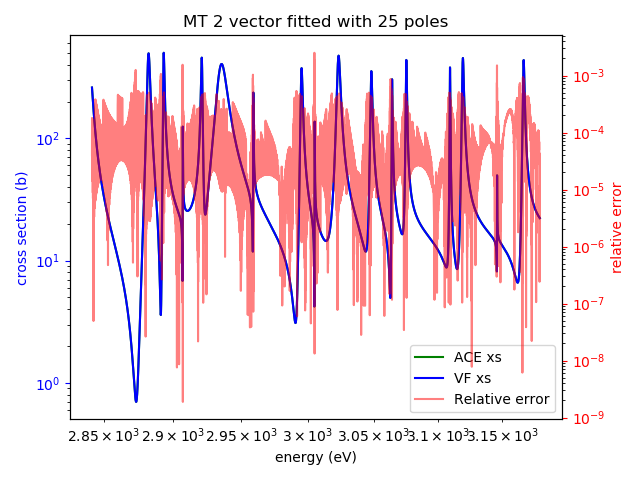 MT 2 vector fitted with 25 poles
cross section (b)
10²
10¹
10⁰
10⁻³
10⁻⁴
10⁻⁵
10⁻⁶
10⁻⁷
10⁻⁸
10⁻⁹
relative error
ACE xs
VF xs
Relative error
2.85 × 10³ 2.9 × 10³ 2.95 × 10³ 3 × 10³ 3.05 × 10³ 3.1 × 10³ 3.15 × 10³
energy (eV)